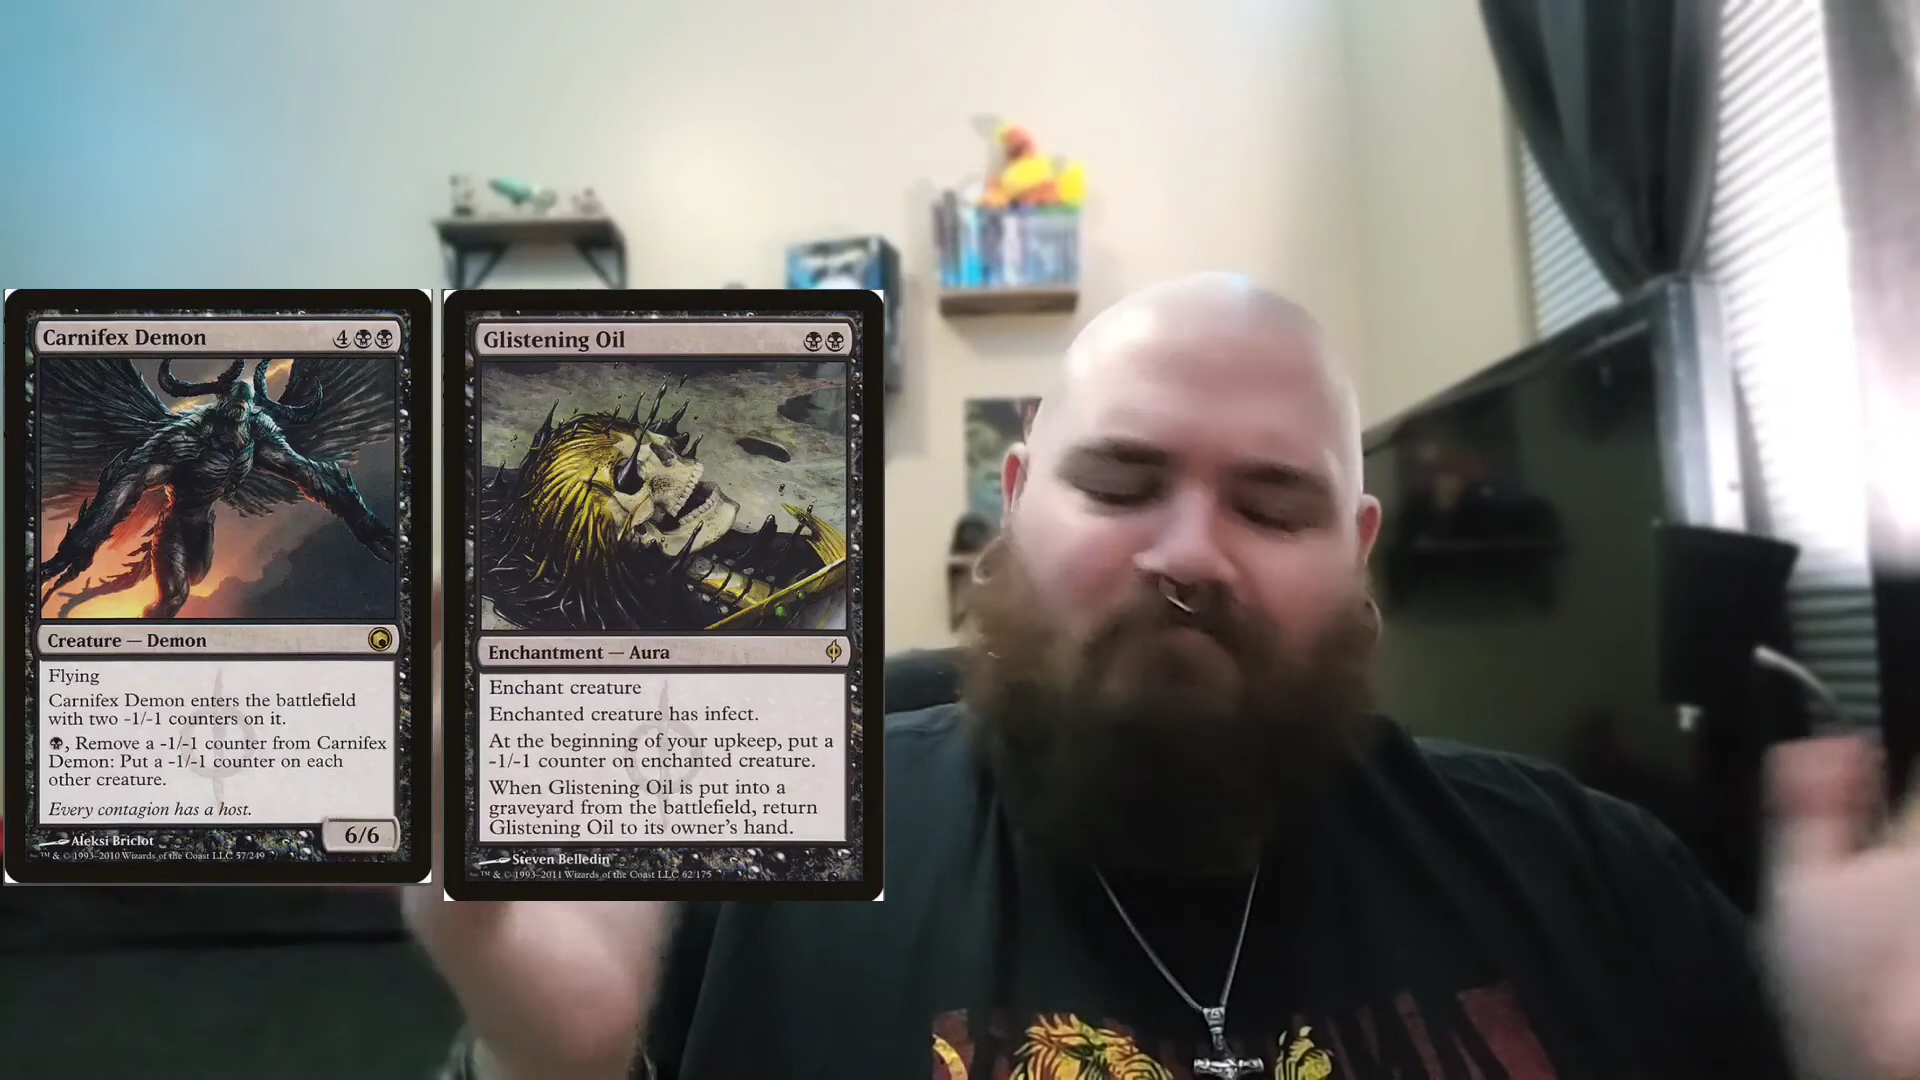 Carnifex Demon 4
Creature — Demon
Flying
Carnifex Demon enters the battlefield
with two -1/-1 counters on it.
, Remove a -1/-1 counter from Carnifex
Demon: Put a -1/-1 counter on each
other creature.
Every contagion has a host.
6/6
Aleksi Briclot
™ & © 1993–2010 Wizards of the Coast LLC 57/249
Glistening Oil
Enchantment — Aura
Enchant creature
Enchanted creature has infect.
At the beginning of your upkeep, put a
-1/-1 counter on enchanted creature.
When Glistening Oil is put into a
graveyard from the battlefield, return
Glistening Oil to its owner's hand.
Steven Belledin
™ & © 1993–2011 Wizards of the Coast LLC 62/175